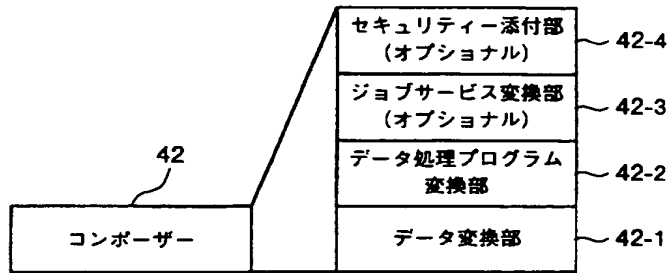 セキュリティー添付部
(オプショナル)
42-4
ジョブサービス変換部
(オプショナル)
42-3
データ処理プログラム
変換部
42-2
42
コンポーザー
データ変換部
42-1